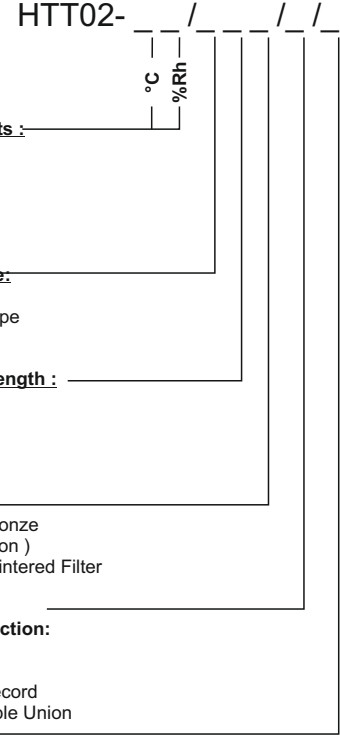 HTT02- _ _ /_ _ _ _/_/_
°C
%Rh
ts :
e:
pe
ength :
onze
on )
intered Filter
ction:
ecord
ble Union